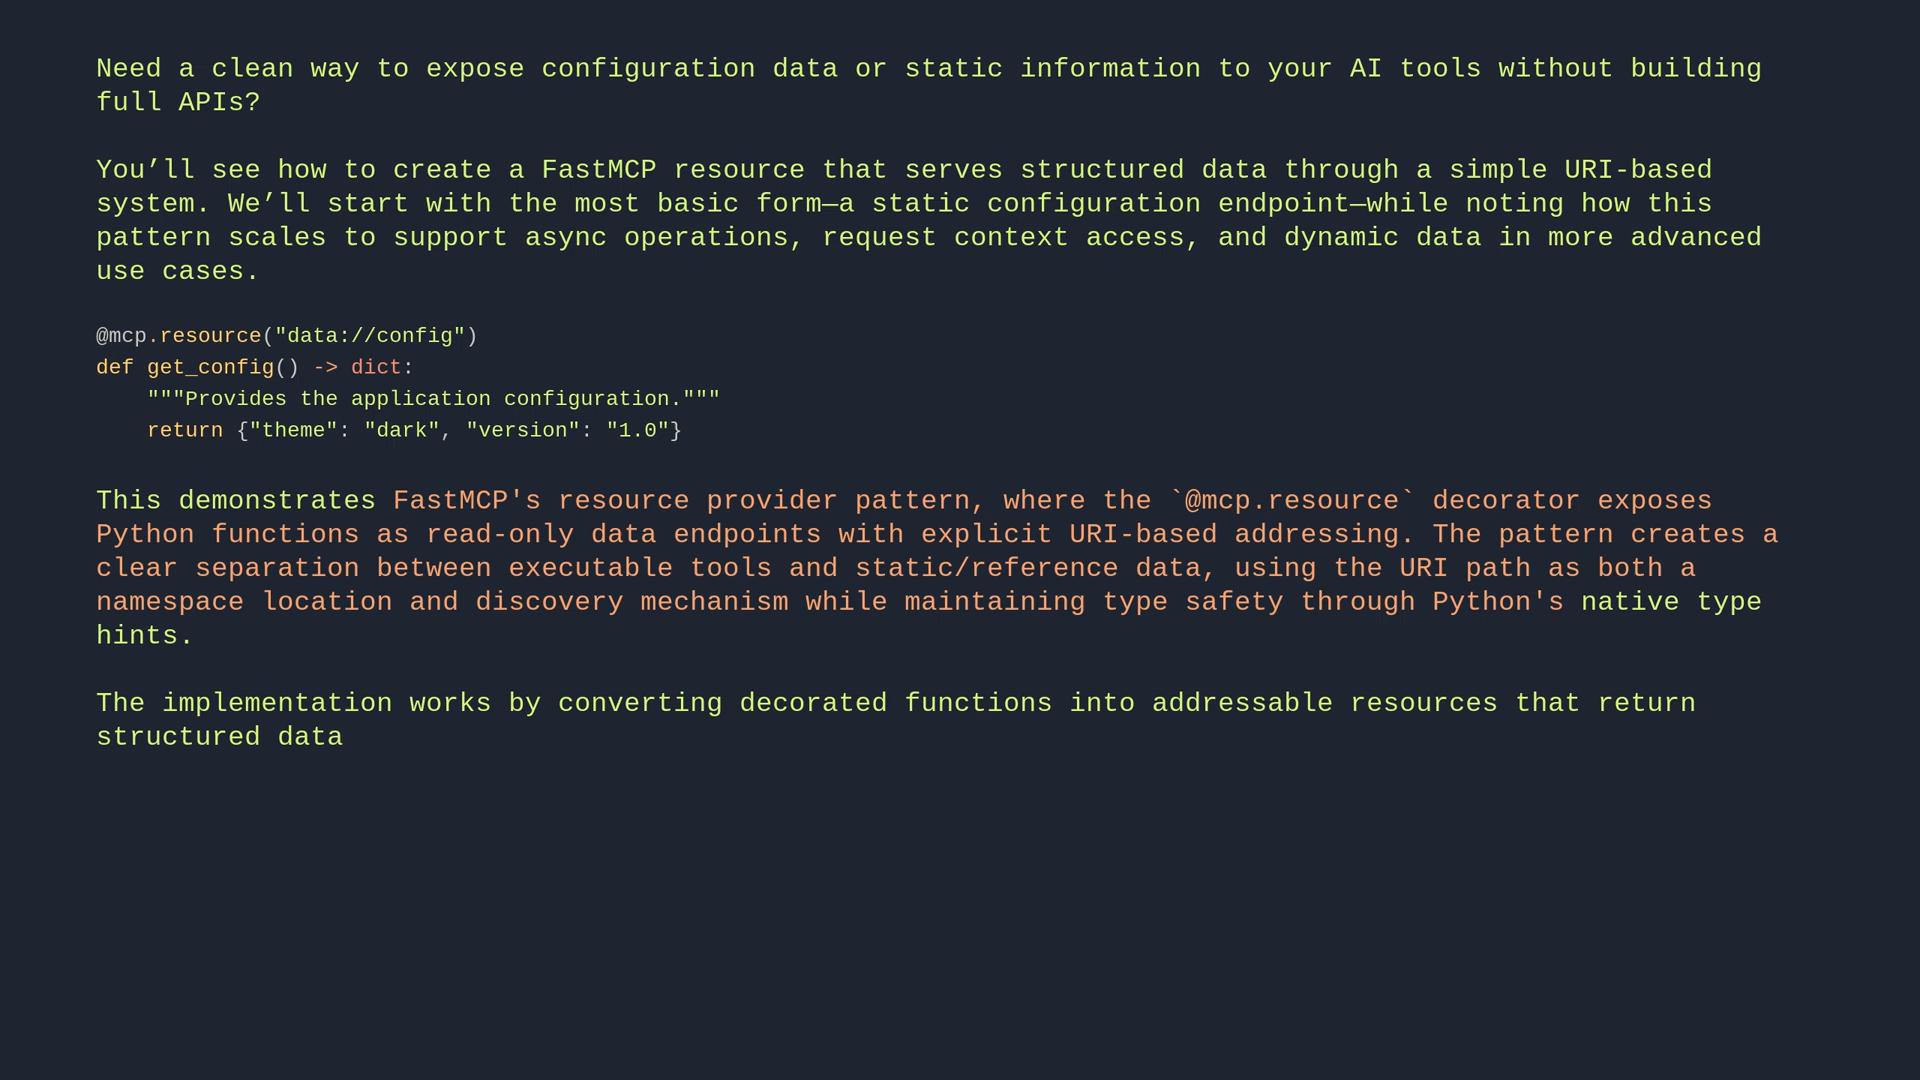 Need a clean way to expose configuration data or static information to your AI tools without building
full APIs?
You’ll see how to create a FastMCP resource that serves structured data through a simple URI-based
system. We’ll start with the most basic form—a static configuration endpoint—while noting how this
pattern scales to support async operations, request context access, and dynamic data in more advanced
use cases.
@mcp.resource("data://config")
def get_config() -> dict:
    """Provides the application configuration."""
    return {"theme": "dark", "version": "1.0"}
This demonstrates FastMCP's resource provider pattern, where the `@mcp.resource` decorator exposes
Python functions as read-only data endpoints with explicit URI-based addressing. The pattern creates a
clear separation between executable tools and static/reference data, using the URI path as both a
namespace location and discovery mechanism while maintaining type safety through Python's native type
hints.
The implementation works by converting decorated functions into addressable resources that return
structured data